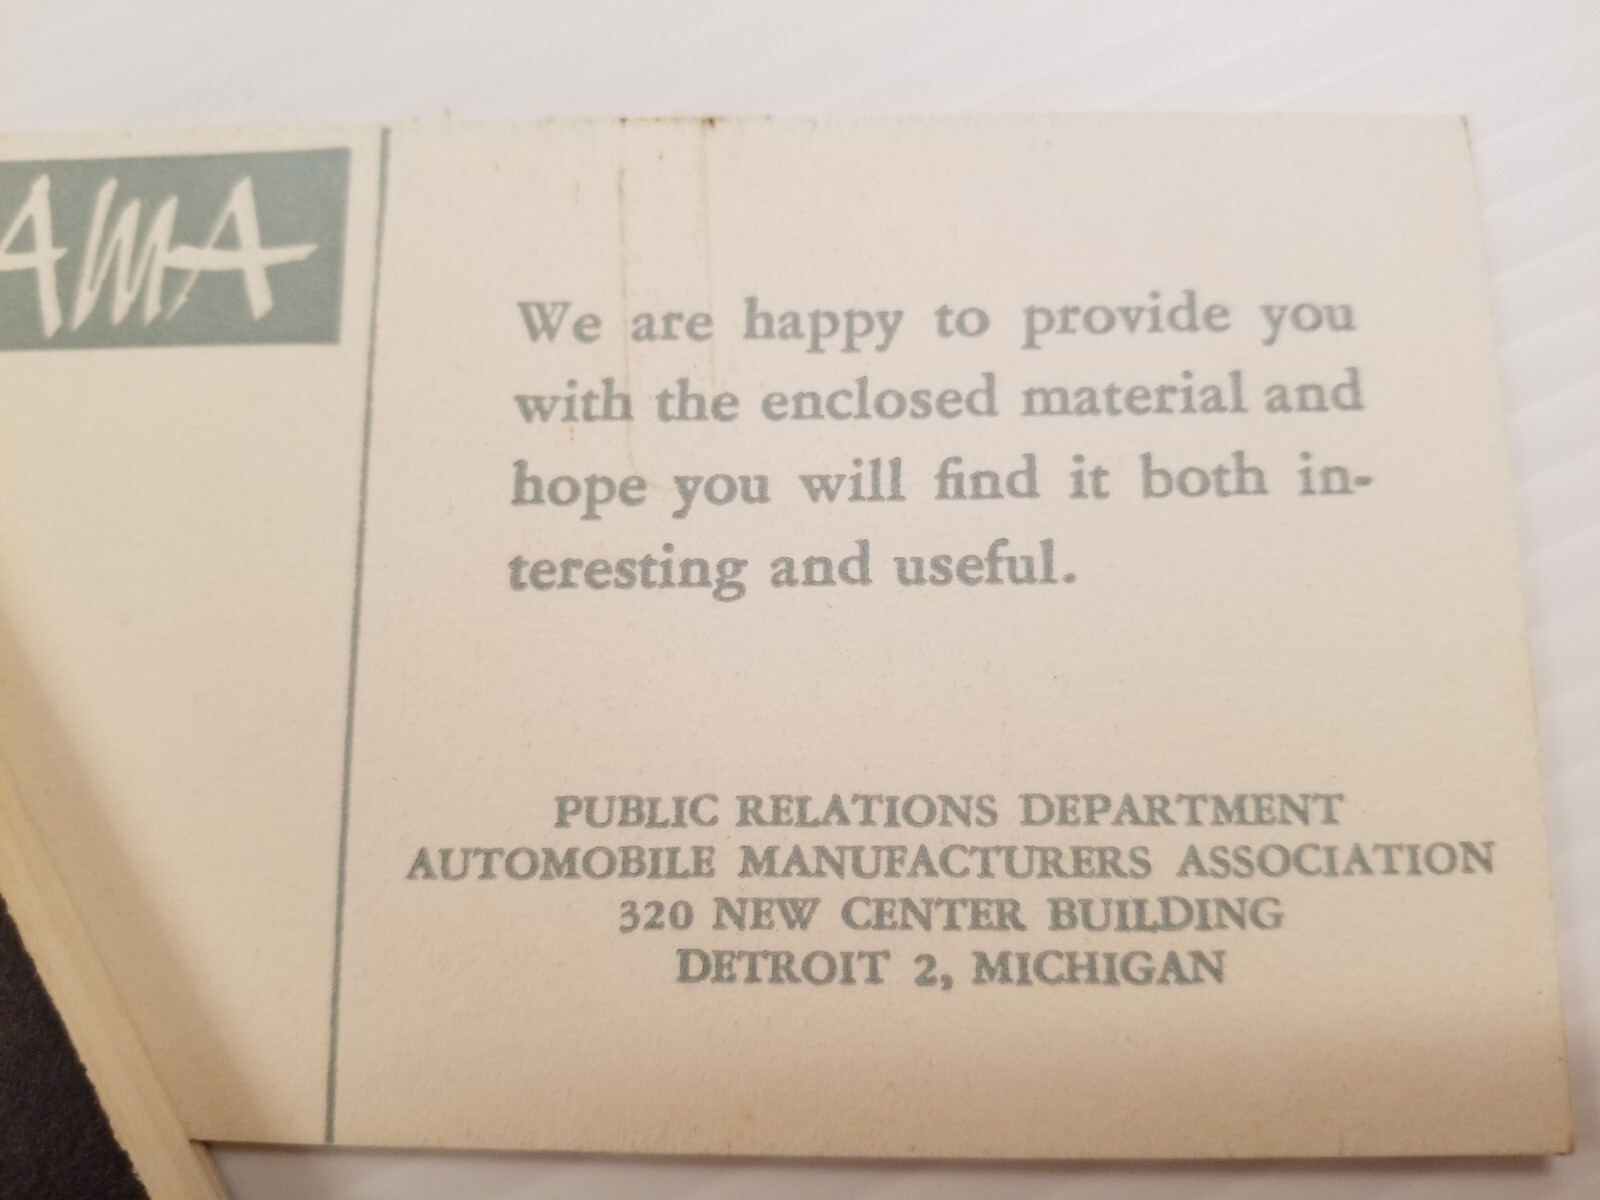 AMA
We are happy to provide you
with the enclosed material and
hope you will find it both in-
teresting and useful.
PUBLIC RELATIONS DEPARTMENT
AUTOMOBILE MANUFACTURERS ASSOCIATION
320 NEW CENTER BUILDING
DETROIT 2, MICHIGAN